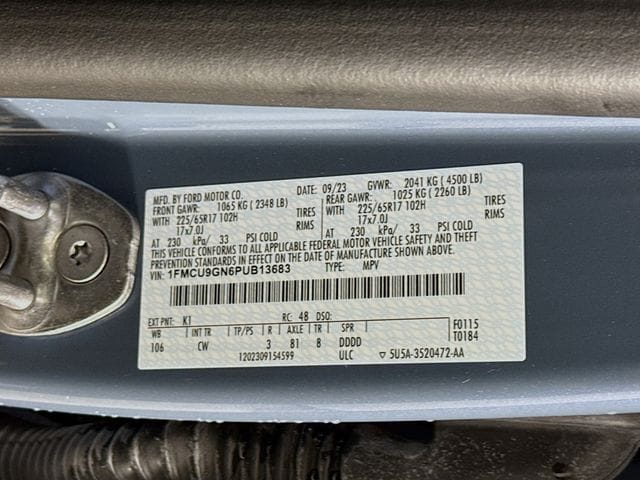 MFD. BY FORD MOTOR CO. 09/23 GVWR: 2041 KG ( 4500 LB)
FRONT GAWR: 1065 KG ( 2348 LB) REAR GAWR: 1025 KG ( 2260 LB)
WITH 225/65R17 102H TIRES WITH 225/65R17 102H TIRES
17x7.0J RIMS 17x7.0J RIMS
AT 230 kPa/ 33 PSI COLD AT 230 kPa/ 33 PSI COLD
THIS VEHICLE CONFORMS TO ALL APPLICABLE FEDERAL MOTOR VEHICLE SAFETY AND THEFT
PREVENTION STANDARDS IN EFFECT ON THE DATE OF MANUFACTURE SHOWN ABOVE.
VIN: 1FMCU9GN6PUB13683 TYPE: MPV
EXT PNT: K1 RC: 48 DSO: F0115
WB INT TR TP/PS R AXLE TR SPR T0184
106 CW 3 81 8 DDDD
1202309154599 ULC ▽ 5U5A-3520472-AA